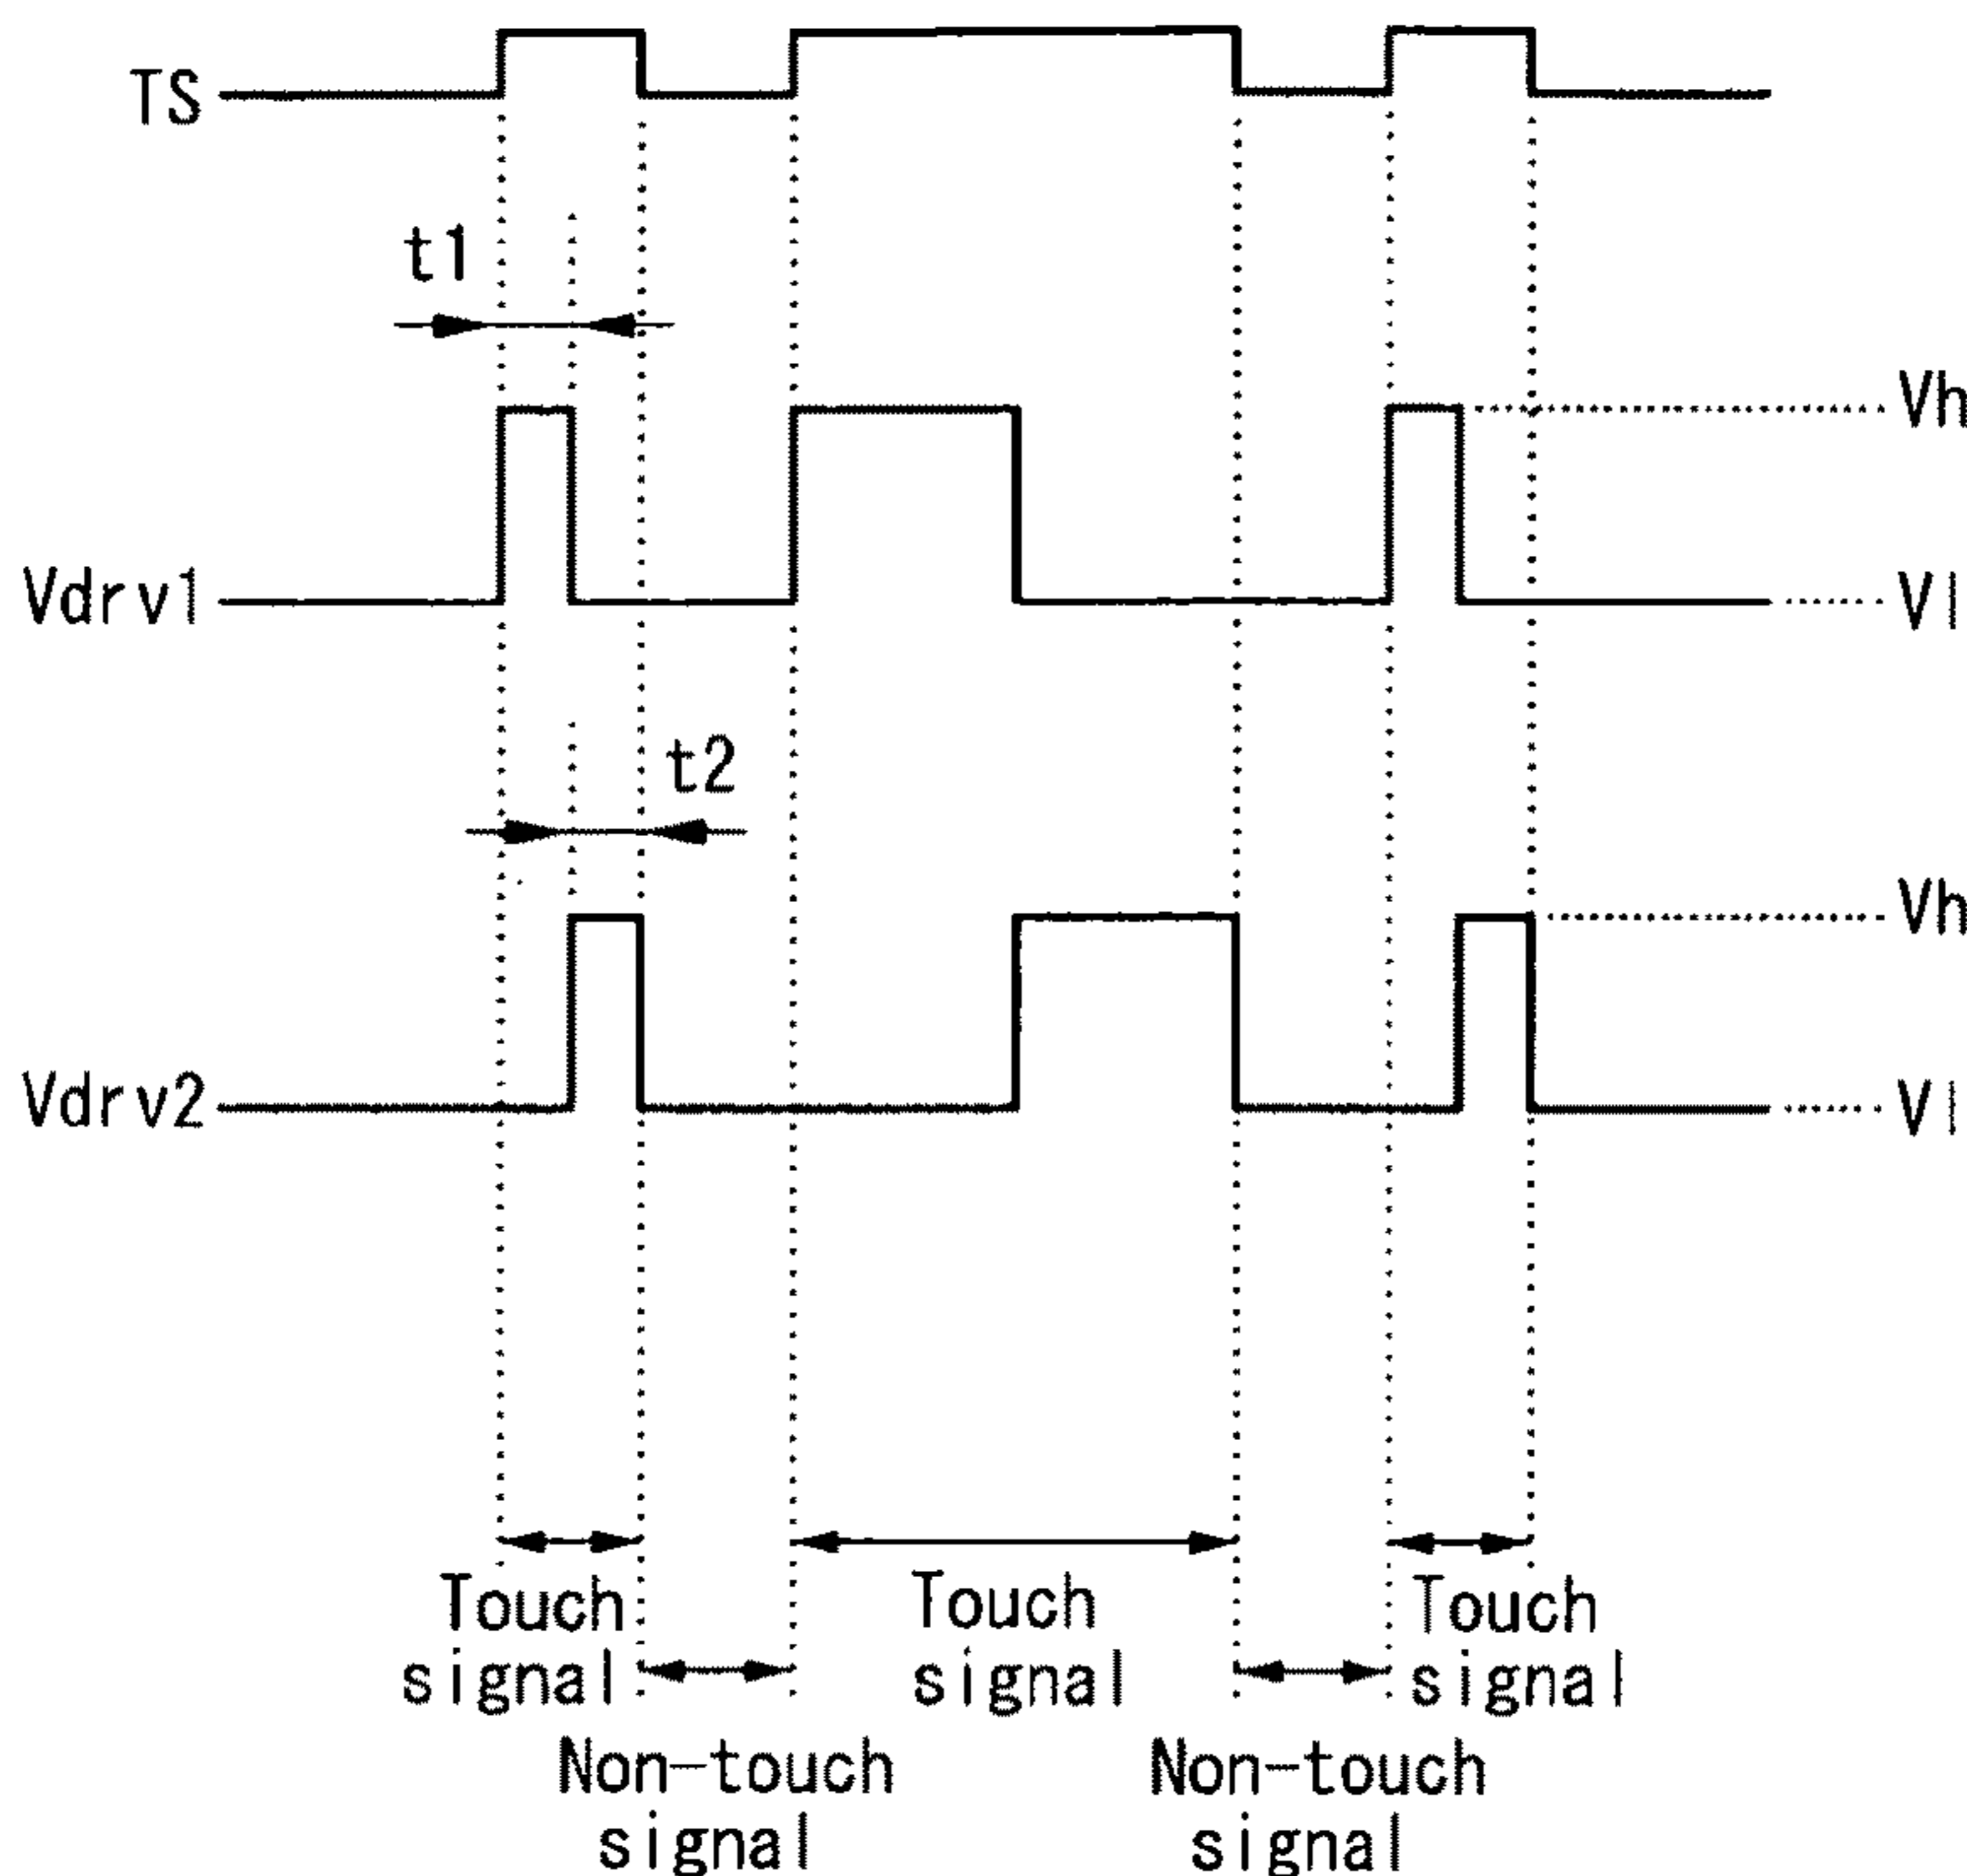 TS
t1
Vh
Vdrv1
Vl
t2
Vh
Vdrv2
Vl
Touch
signal
Touch
signal
Touch
signal
Non-touch
signal
Non-touch
signal